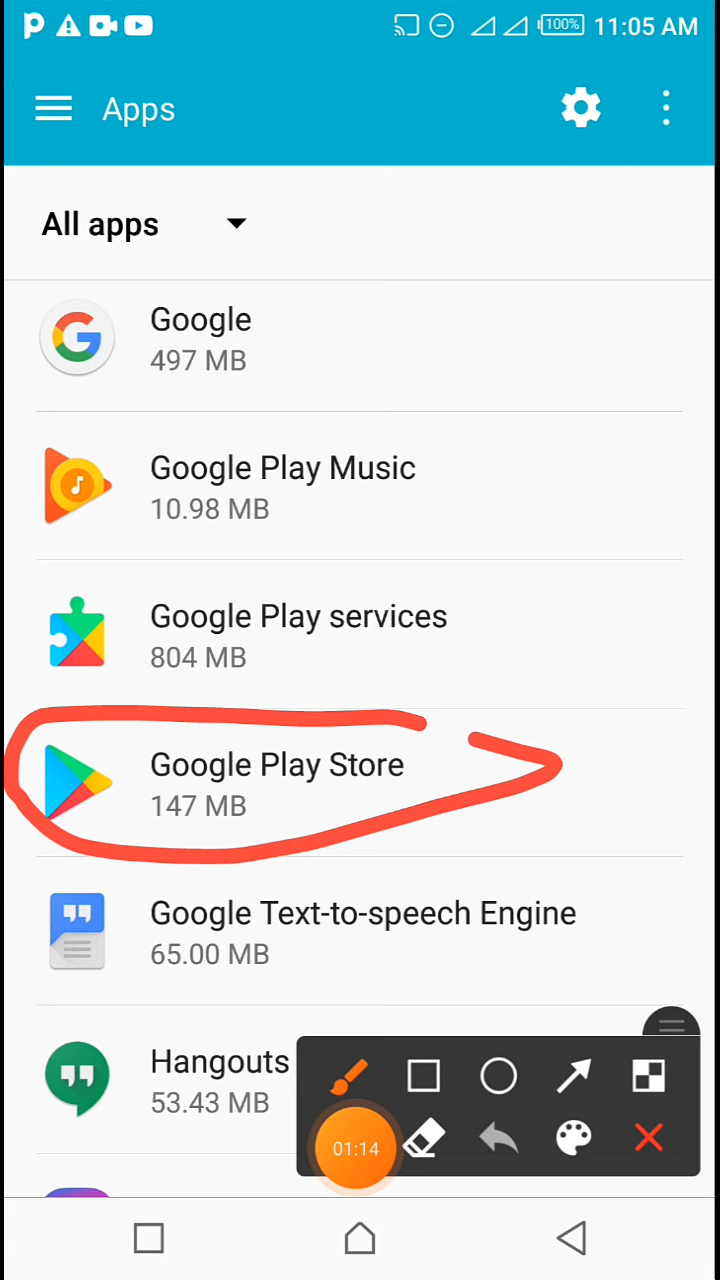 100% 11:05 AM
Apps
All apps
Google
497 MB
Google Play Music
10.98 MB
Google Play services
804 MB
Google Play Store
147 MB
Google Text-to-speech Engine
65.00 MB
Hangouts
53.43 MB
01:14